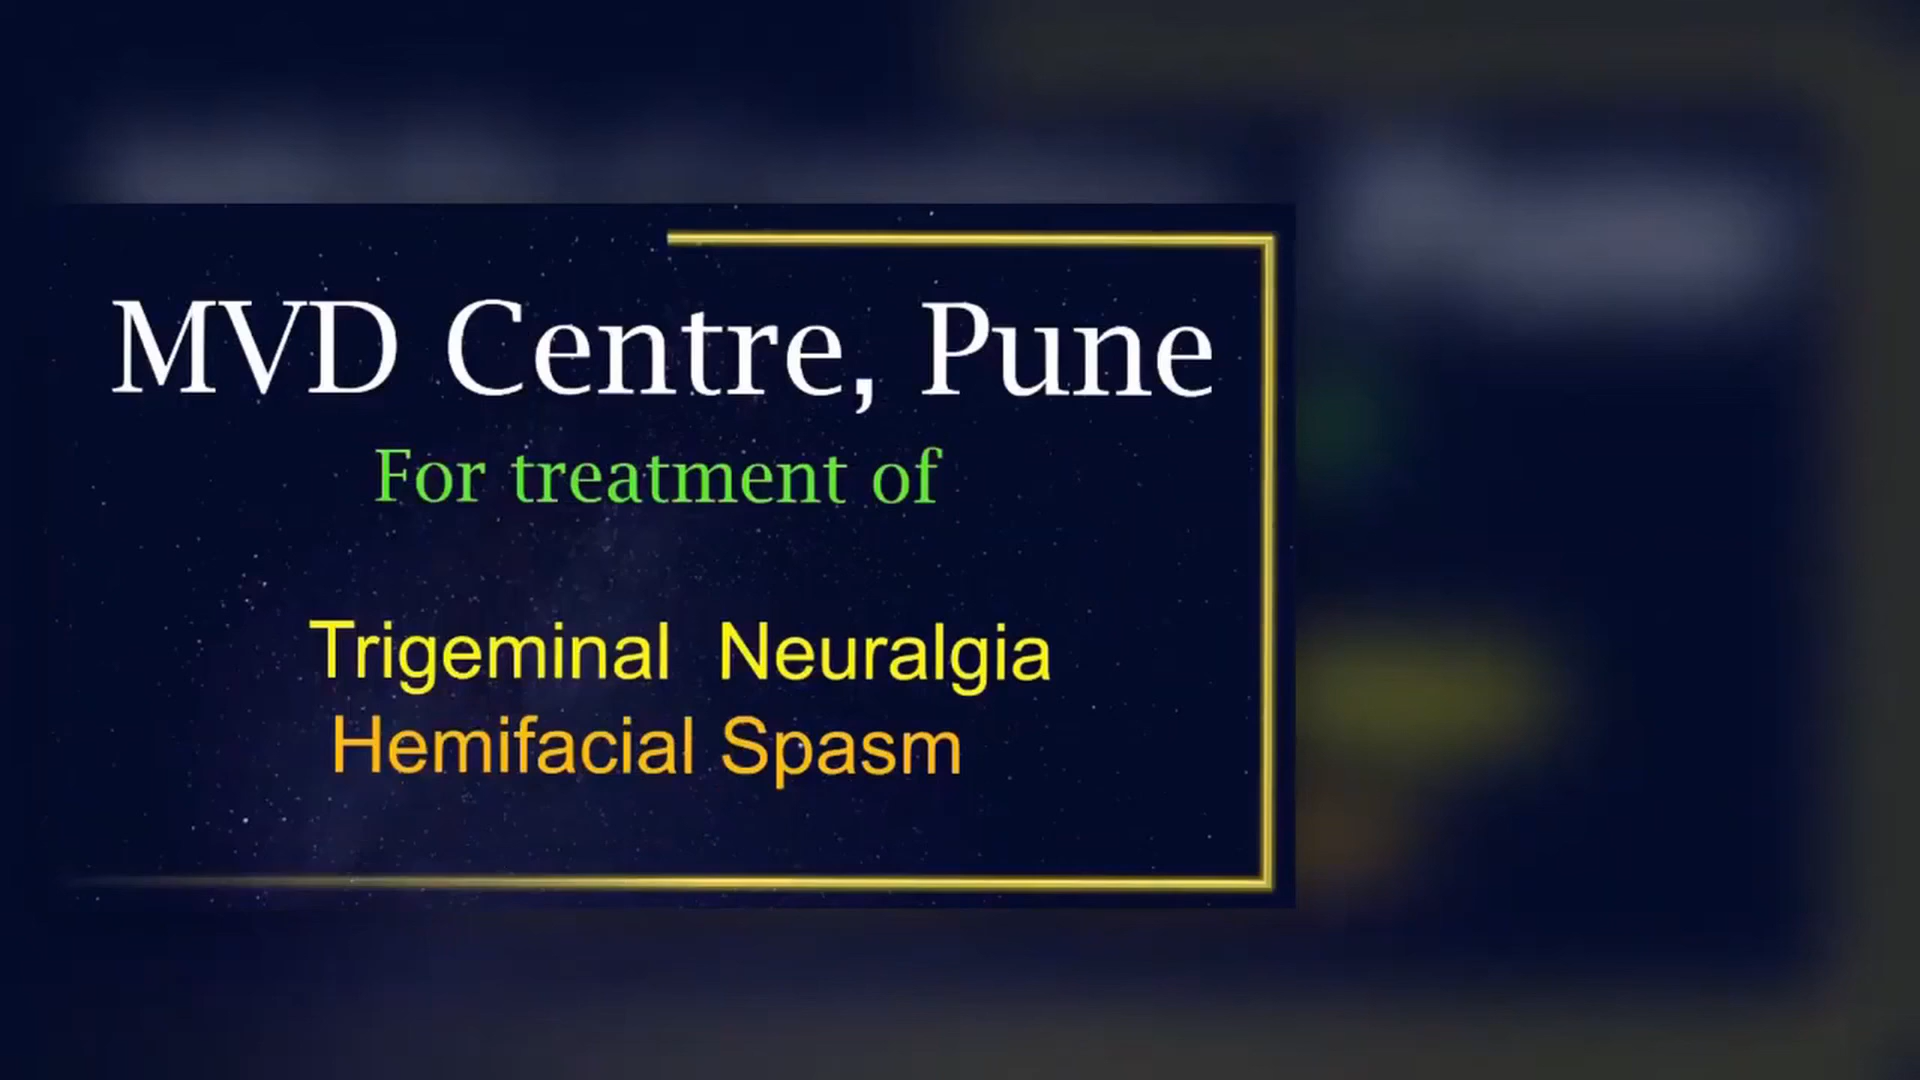 MVD Centre, Pune
For treatment of
Trigeminal Neuralgia
Hemifacial Spasm